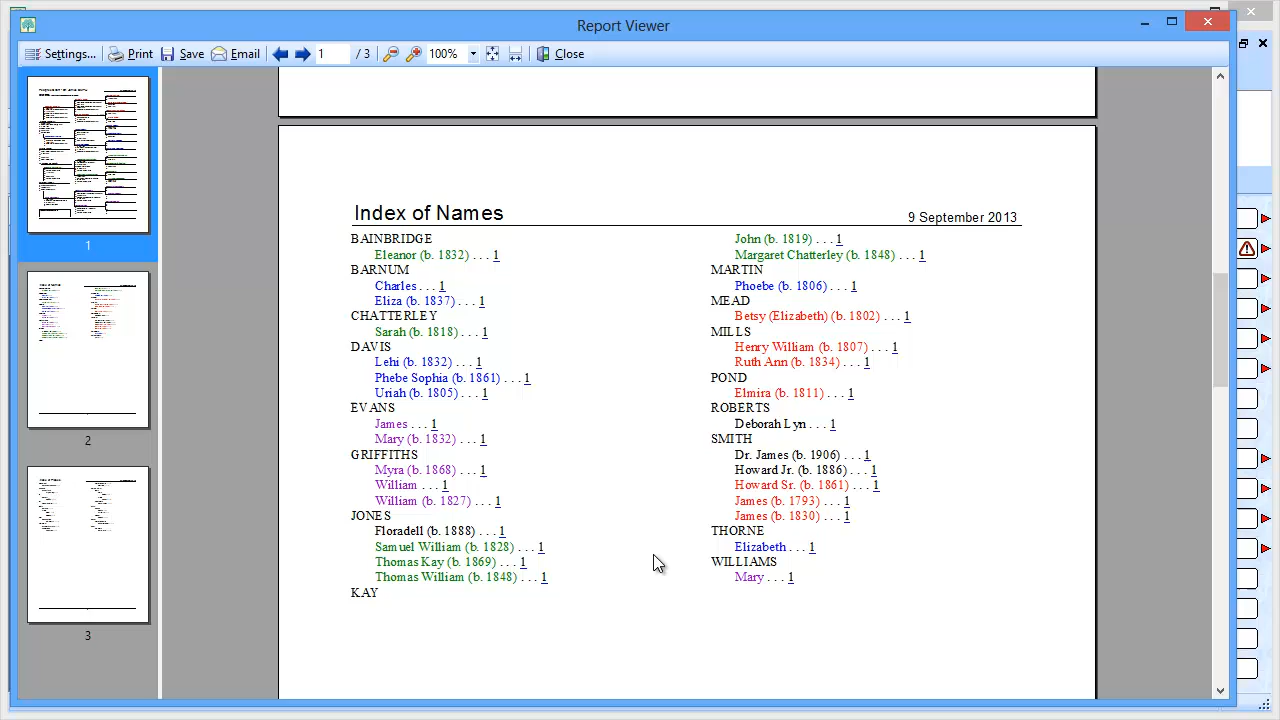 Report Viewer
Settings... Print Save Email 1 / 3 100% Close
1
2
3
Index of Names
9 September 2013
BAINBRIDGE
Eleanor (b. 1832) . . . 1
BARNUM
Charles . . . 1
Eliza (b. 1837) . . . 1
CHATTERLEY
Sarah (b. 1818) . . . 1
DAVIS
Lehi (b. 1832) . . . 1
Phebe Sophia (b. 1861) . . . 1
Uriah (b. 1805) . . . 1
EVANS
James . . . 1
Mary (b. 1832) . . . 1
GRIFFITHS
Myra (b. 1868) . . . 1
William . . . 1
William (b. 1827) . . . 1
JONES
Floradell (b. 1888) . . . 1
Samuel William (b. 1828) . . . 1
Thomas Kay (b. 1869) . . . 1
Thomas William (b. 1848) . . . 1
KAY
John (b. 1819) . . . 1
Margaret Chatterley (b. 1848) . . . 1
MARTIN
Phoebe (b. 1806) . . . 1
MEAD
Betsy (Elizabeth) (b. 1802) . . . 1
MILLS
Henry William (b. 1807) . . . 1
Ruth Ann (b. 1834) . . . 1
POND
Elmira (b. 1811) . . . 1
ROBERTS
Deborah Lyn . . . 1
SMITH
Dr. James (b. 1906) . . . 1
Howard Jr. (b. 1886) . . . 1
Howard Sr. (b. 1861) . . . 1
James (b. 1793) . . . 1
James (b. 1830) . . . 1
THORNE
Elizabeth . . . 1
WILLIAMS
Mary . . . 1